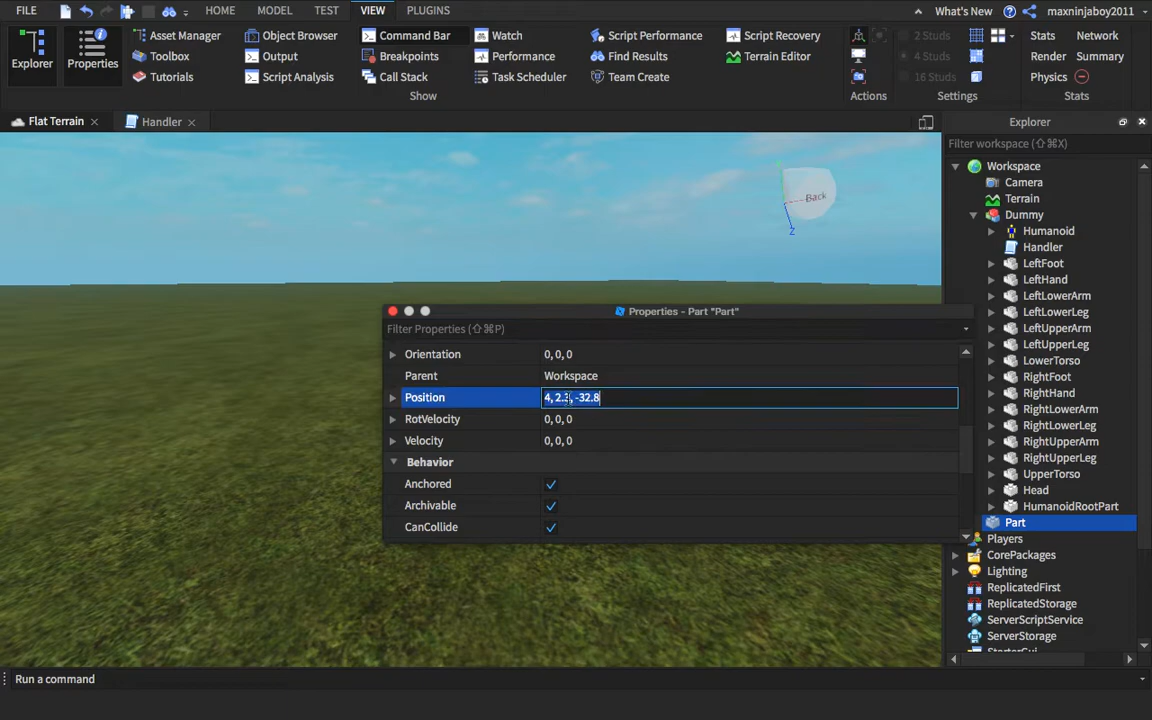 FILE HOME MODEL TEST VIEW PLUGINS What's New maxninjaboy2011
Explorer Properties Asset Manager Object Browser Command Bar Watch Script Performance Script Recovery 2 Studs Stats Network
Toolbox Output Breakpoints Performance Find Results Terrain Editor 4 Studs Render Summary
Tutorials Script Analysis Call Stack Task Scheduler Team Create 16 Studs Physics
Show Actions Settings Stats
Flat Terrain Handler Explorer
Filter workspace (⇧⌘X)
Workspace
Camera
Terrain
Dummy
Humanoid
Handler
LeftFoot
LeftHand
LeftLowerArm
LeftLowerLeg
LeftUpperArm
LeftUpperLeg
LowerTorso
RightFoot
RightHand
RightLowerArm
RightLowerLeg
RightUpperArm
RightUpperLeg
UpperTorso
Head
HumanoidRootPart
Part
Players
CorePackages
Lighting
ReplicatedFirst
ReplicatedStorage
ServerScriptService
ServerStorage
StarterGui
Back
Z
Properties - Part "Part"
Filter Properties (⇧⌘P)
Orientation 0, 0, 0
Parent Workspace
Position 4, 2.3, -32.8
RotVelocity 0, 0, 0
Velocity 0, 0, 0
Behavior
Anchored
Archivable
CanCollide
Run a command